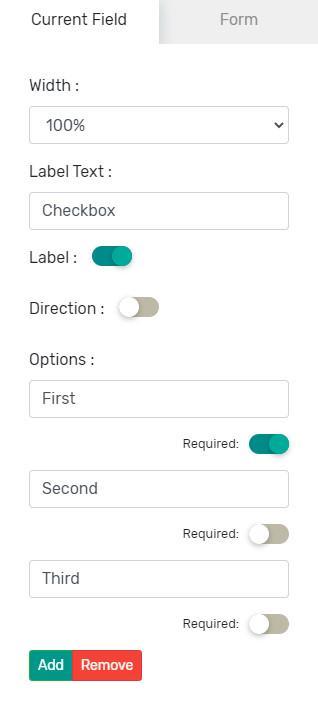 Current Field Form
Width :
100%
Label Text :
Checkbox
Label :
Direction :
Options :
First
Required:
Second
Required:
Third
Required:
Add Remove